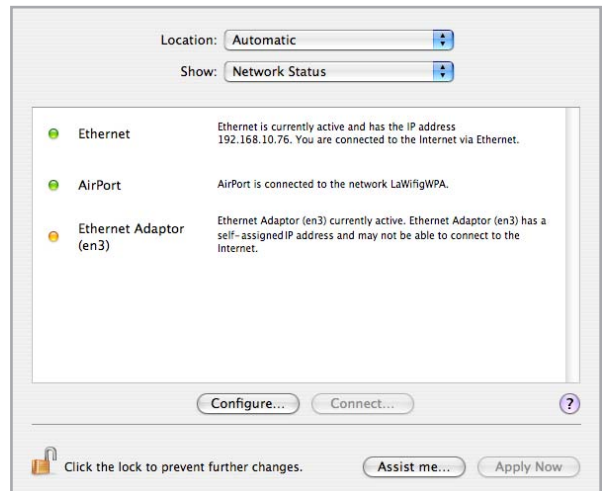 Location: Automatic
Show: Network Status
Ethernet
Ethernet is currently active and has the IP address
192.168.10.76. You are connected to the Internet via Ethernet.
AirPort
AirPort is connected to the network LaWifigWPA.
Ethernet Adaptor
(en3)
Ethernet Adaptor (en3) currently active. Ethernet Adaptor (en3) has a
self-assigned IP address and may not be able to connect to the
Internet.
Configure... Connect... ?
Click the lock to prevent further changes. Assist me... Apply Now